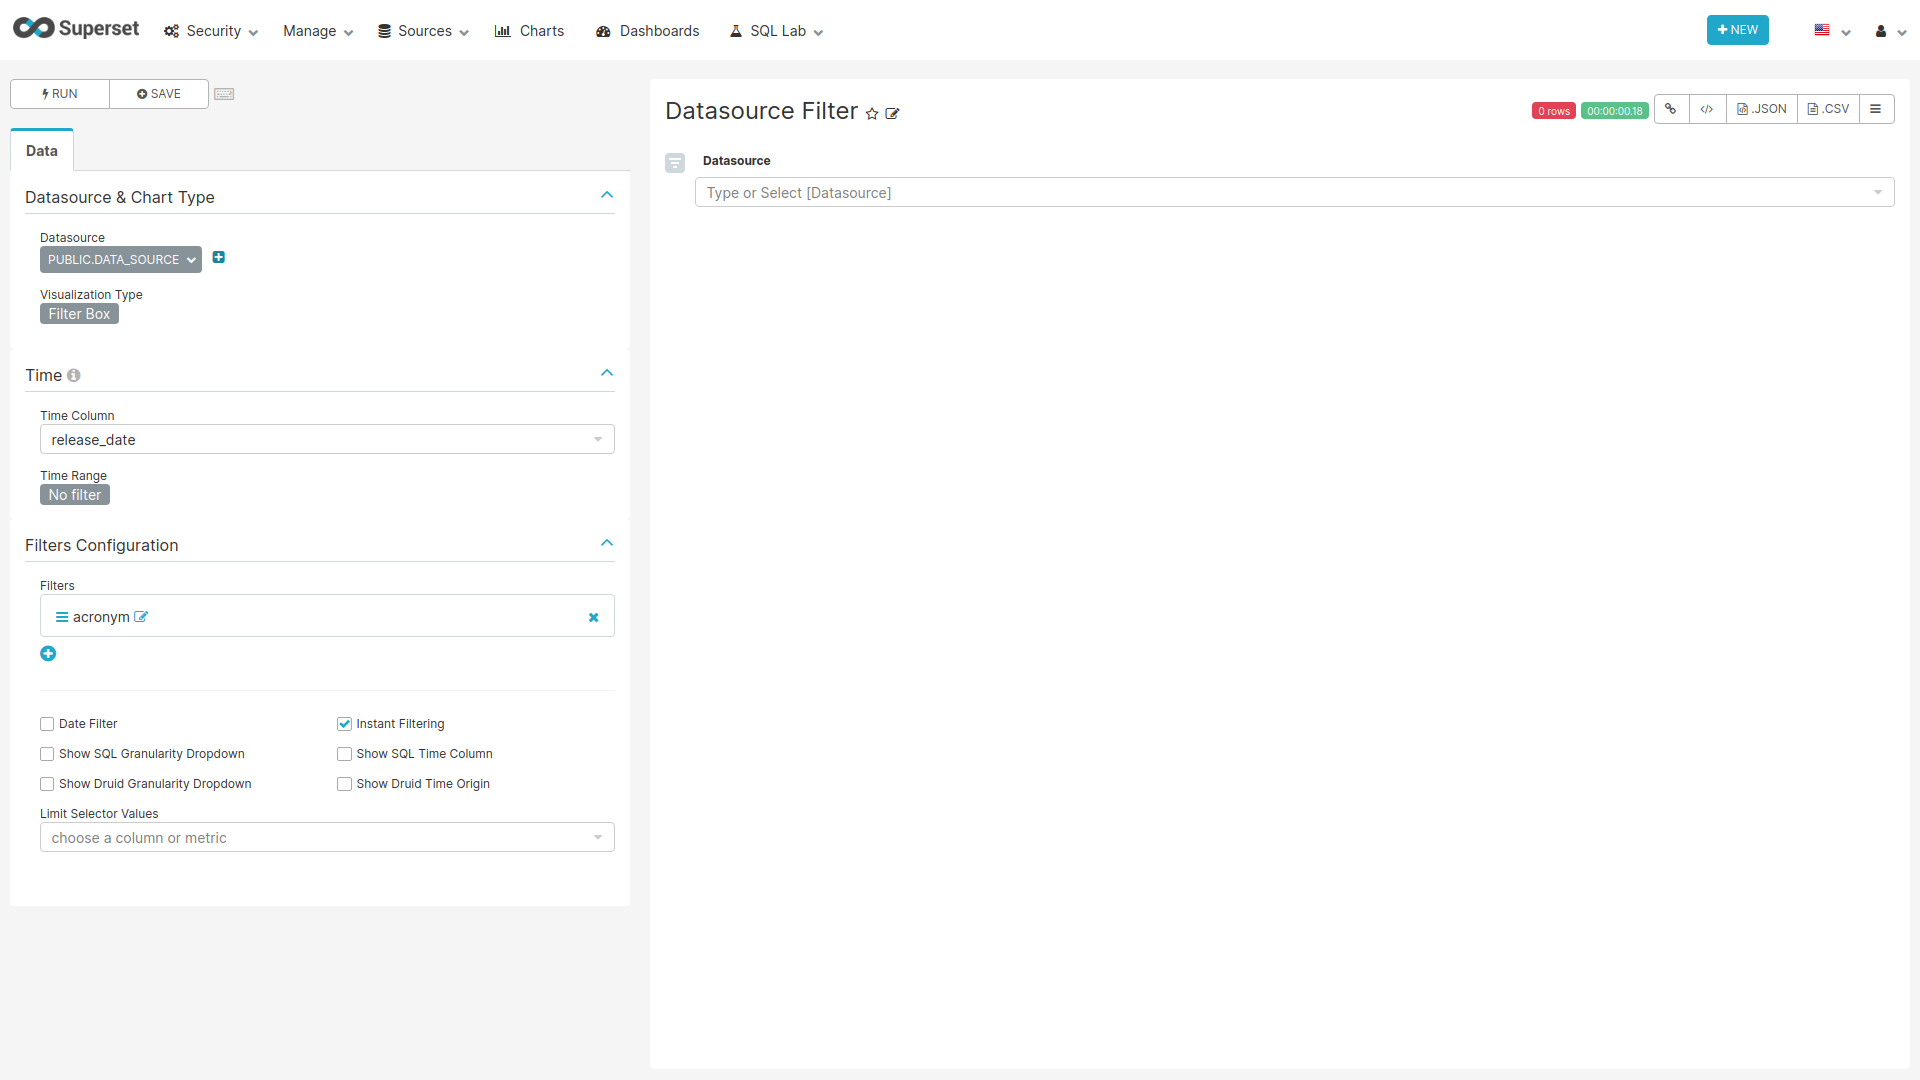 Superset Security Manage Sources Charts Dashboards SQL Lab + NEW
RUN SAVE
Datasource Filter 0 rows 00:00:00.18 </> .JSON .CSV
Data
Datasource
Type or Select [Datasource]
Datasource & Chart Type
Datasource
PUBLIC.DATA_SOURCE
Visualization Type
Filter Box
Time
Time Column
release_date
Time Range
No filter
Filters Configuration
Filters
acronym
Date Filter Instant Filtering
Show SQL Granularity Dropdown Show SQL Time Column
Show Druid Granularity Dropdown Show Druid Time Origin
Limit Selector Values
choose a column or metric